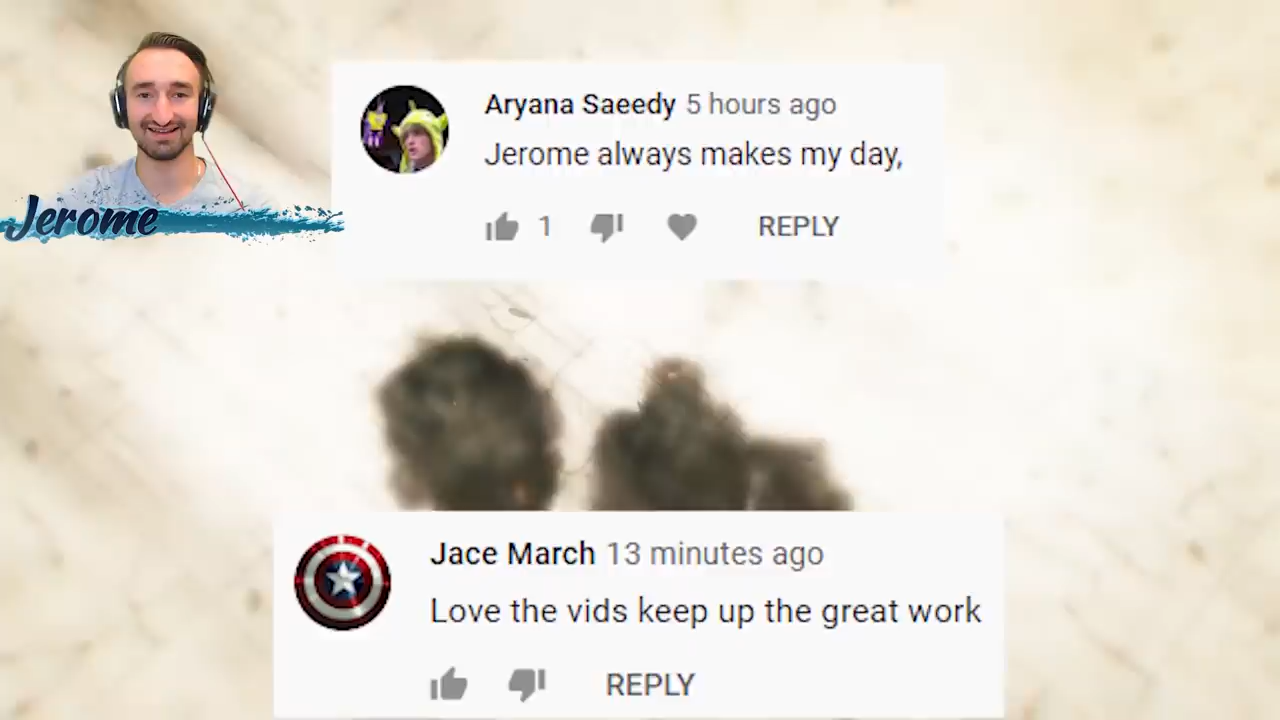 Jerome
Aryana Saeedy 5 hours ago
Jerome always makes my day,
1 REPLY
Jace March 13 minutes ago
Love the vids keep up the great work
REPLY